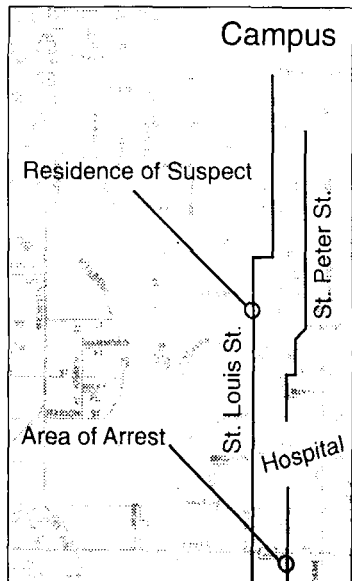 Campus
Residence of Suspect
St. Peter St.
St. Louis St.
Area of Arrest
Hospital